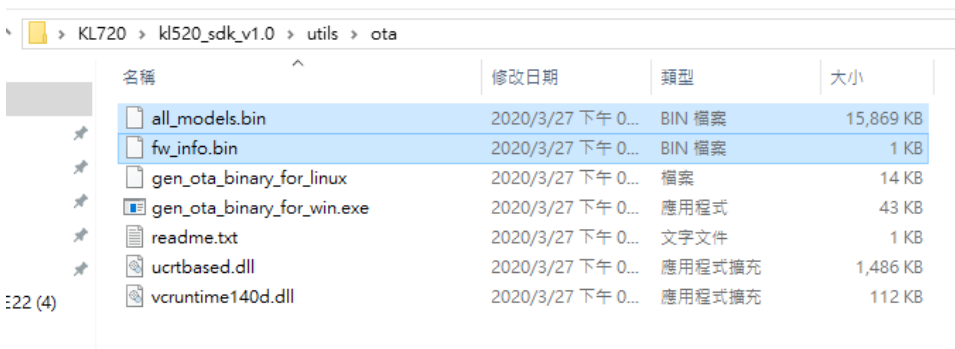 KL720 › kl520_sdk_v1.0 › utils › ota
名稱 修改日期 類型 大小
all_models.bin 2020/3/27 下午 0... BIN 檔案 15,869 KB
fw_info.bin 2020/3/27 下午 0... BIN 檔案 1 KB
gen_ota_binary_for_linux 2020/3/27 下午 0... 檔案 14 KB
gen_ota_binary_for_win.exe 2020/3/27 下午 0... 應用程式 43 KB
readme.txt 2020/3/27 下午 0... 文字文件 1 KB
ucrtbased.dll 2020/3/27 下午 0... 應用程式擴充 1,486 KB
vcruntime140d.dll 2020/3/27 下午 0... 應用程式擴充 112 KB
E22 (4)